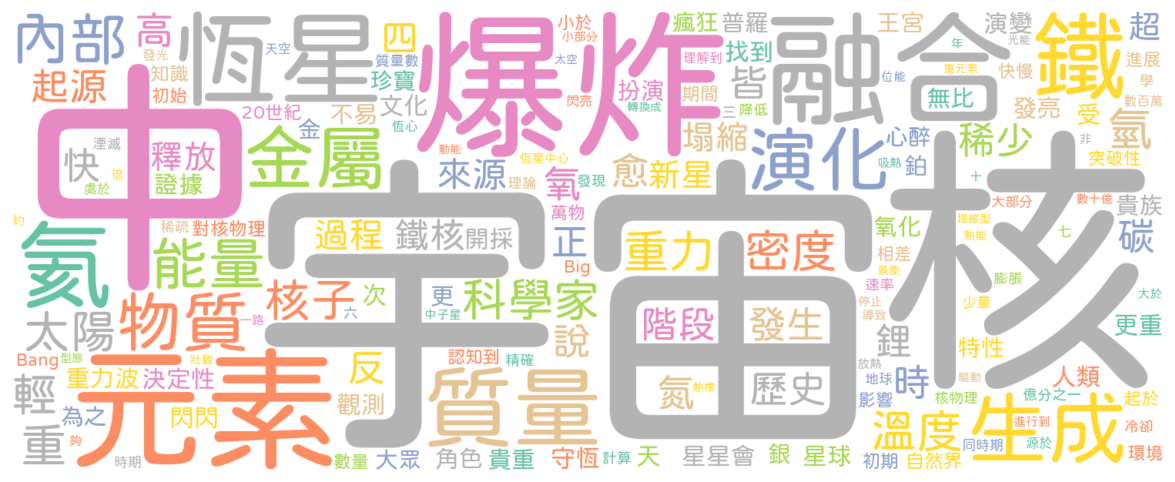 內部
高
發光
知識
初始
起源
恆星
天空
四
質量數
珍寶
20世紀
金
不易
文化
恆心
爆炸
動能
小於
小部分
太空
閃亮
轉換成
扮演
瘋狂
理解到
期間
塌縮
普羅
找到
皆
三
降低
融合
位能
王宮
演變
光能
年
重元素
快慢
無比
發亮
鐵
超
進展
學
數百萬
受
氫
非
突破性
中
湮滅
快
釋放
證據
處於
倍
金屬
來源
理論
恆星中心
氧
發現
萬物
愈
新星
演化
心醉
鉑
吸熱
稀少
十
大部分
數十億
貴族
約
氦
稀疏
對核物理
能量
過程
鐵核
開採
正
Big
宇宙
重力
密度
氧化
增縮型
熱能
七
碳
相差
景象
速率
膨脹
核
大於
太陽
物質
一路
核子
次
六
更
中子星
科學家
階段
發生
停止
導致
少量
更重
Bang
型態
壯觀
重力波
決定性
反
認知到
精確
說
氮
熱核
歷史
鋰
放熱
地球
影響
時
驅動
特性
人類
輕
為之
閃閃
觀測
元素
質量
核物理
億分之一
起於
重
夠
時期
數量
大眾
角色
貴重
守恆
計算
天
星星會
銀
星球
初期
溫度
自然界
生成
同時期
進行到
源於
冷卻
環境